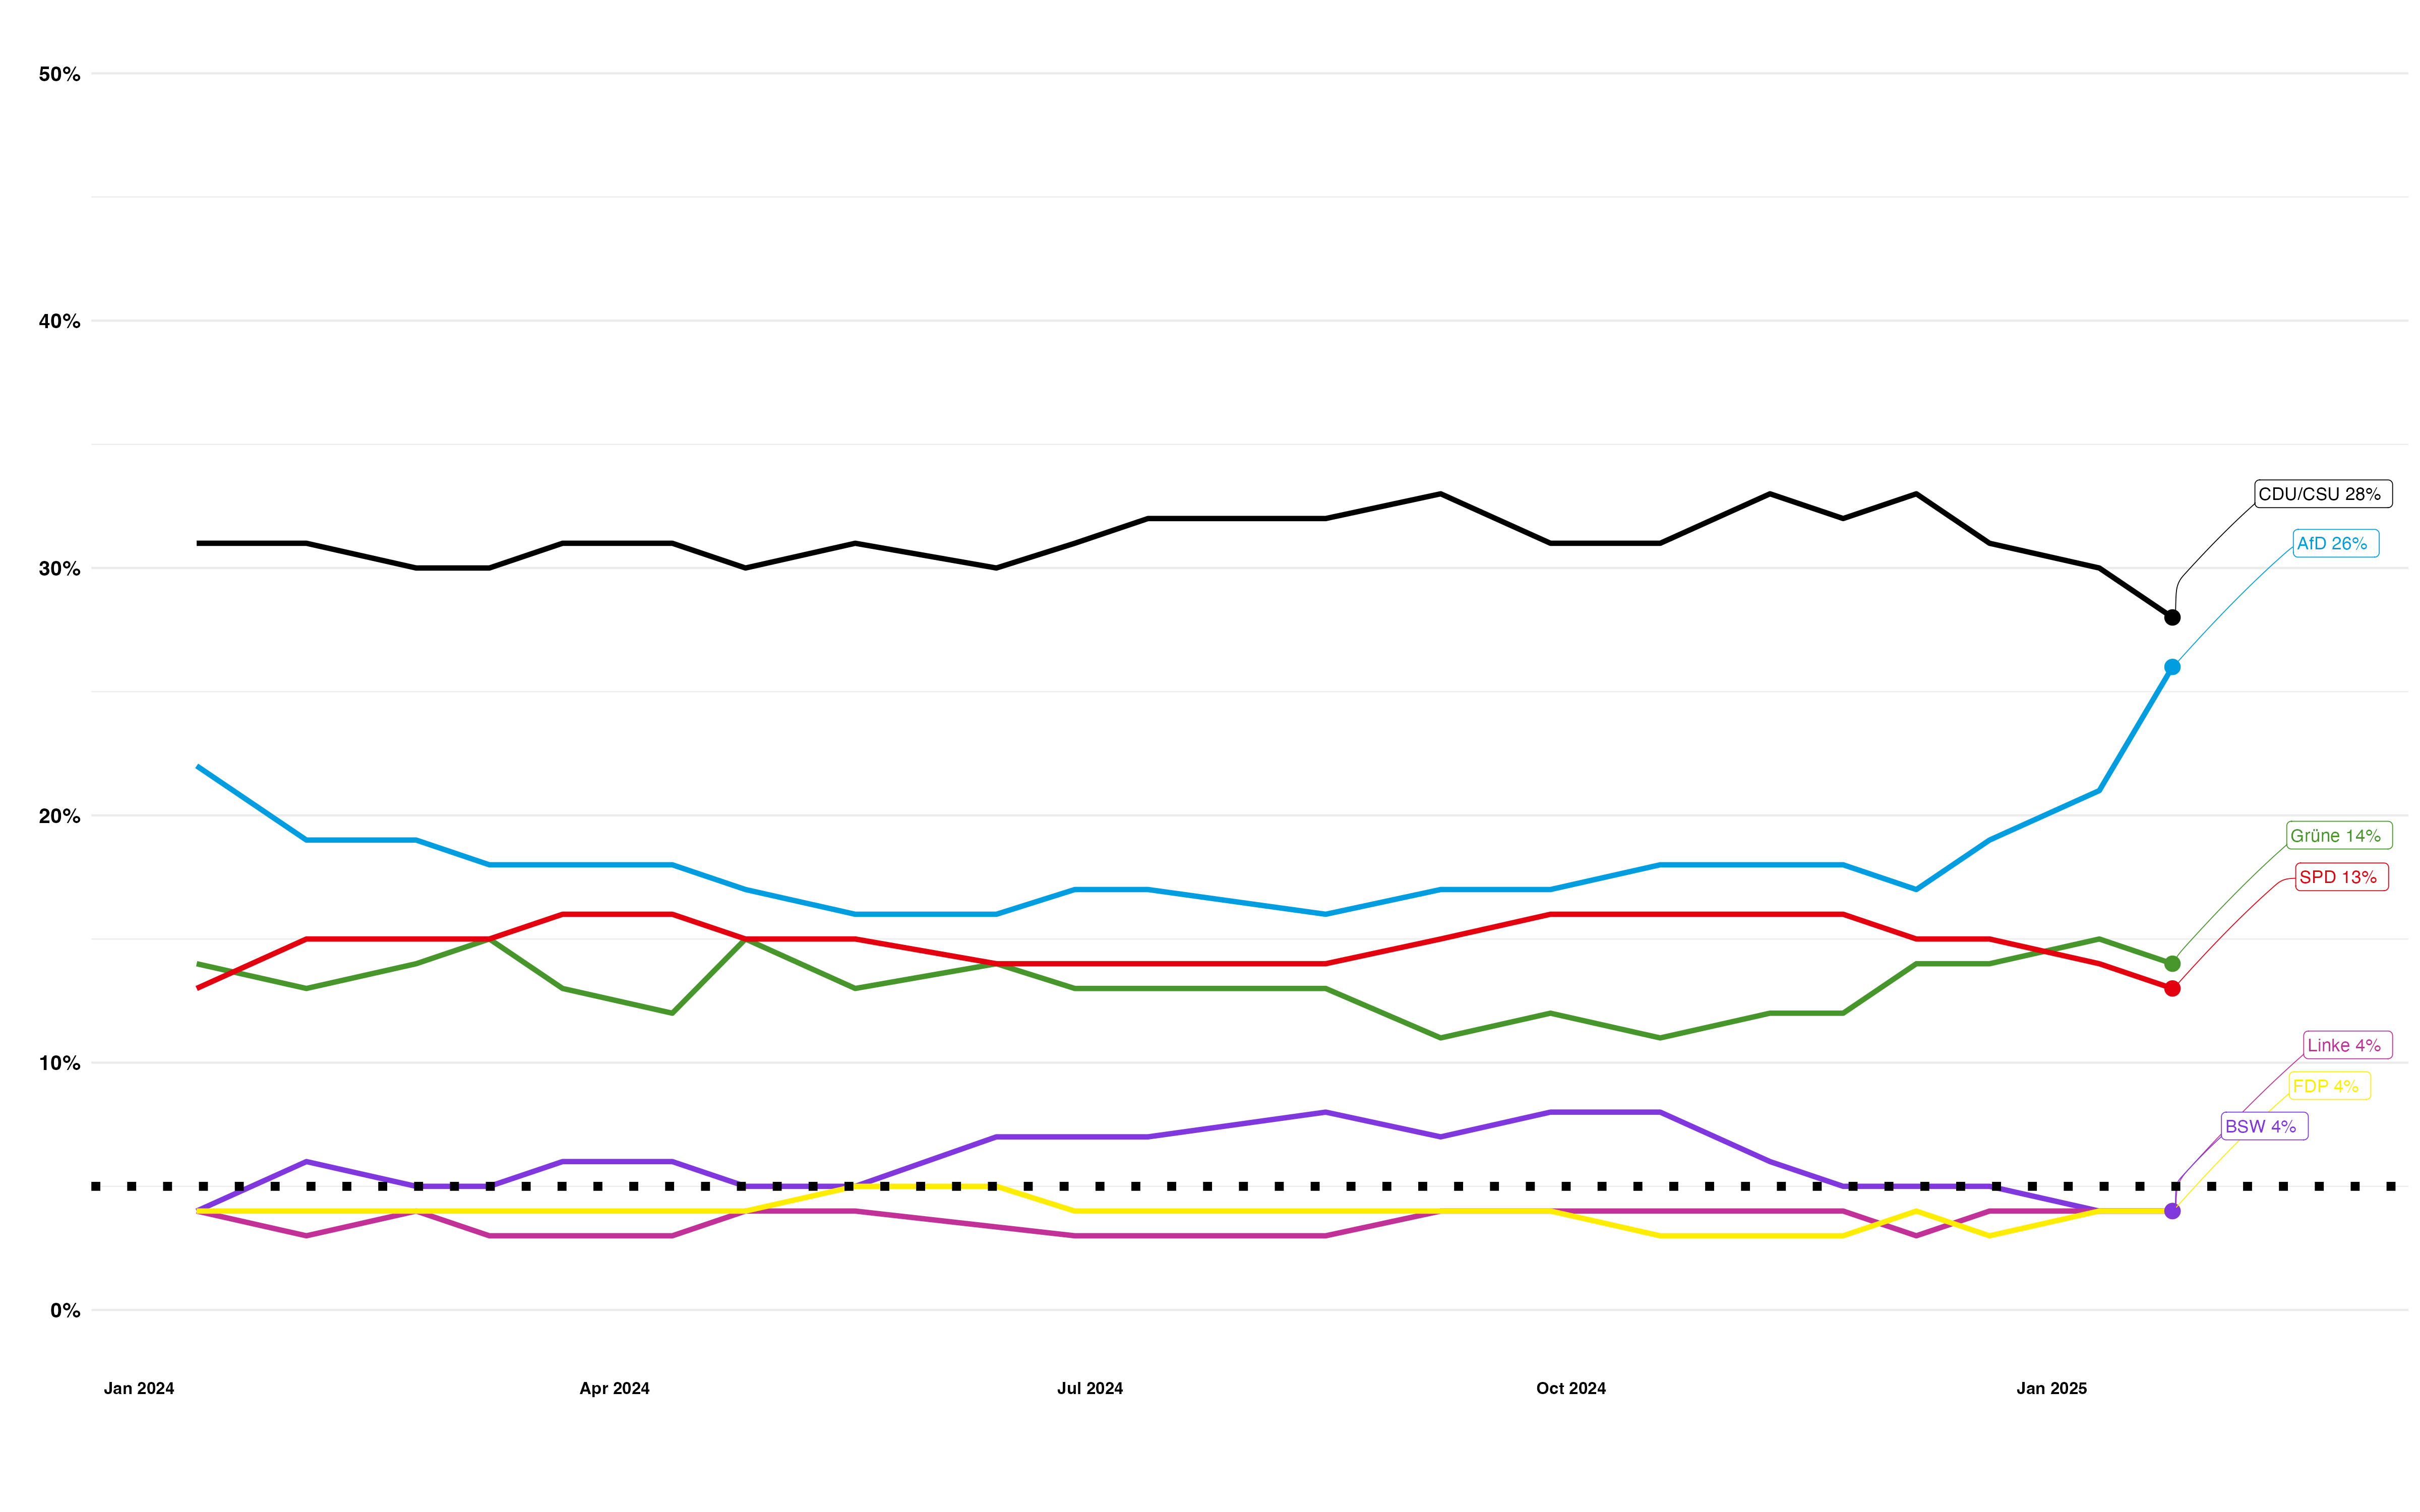 50%
40%
30%
20%
10%
0%
CDU/CSU 28%
AfD 26%
Grüne 14%
SPD 13%
Linke 4%
FDP 4%
BSW 4%
Jan 2024
Apr 2024
Jul 2024
Oct 2024
Jan 2025